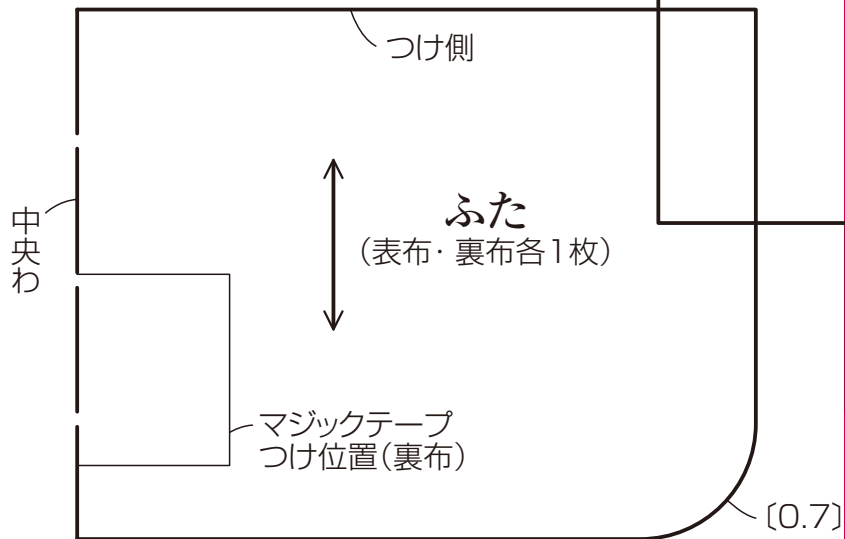 つけ側
ふた
(表布・裏布各1枚)
中央わ
マジックテープ
つけ位置(裏布)
〔0.7〕